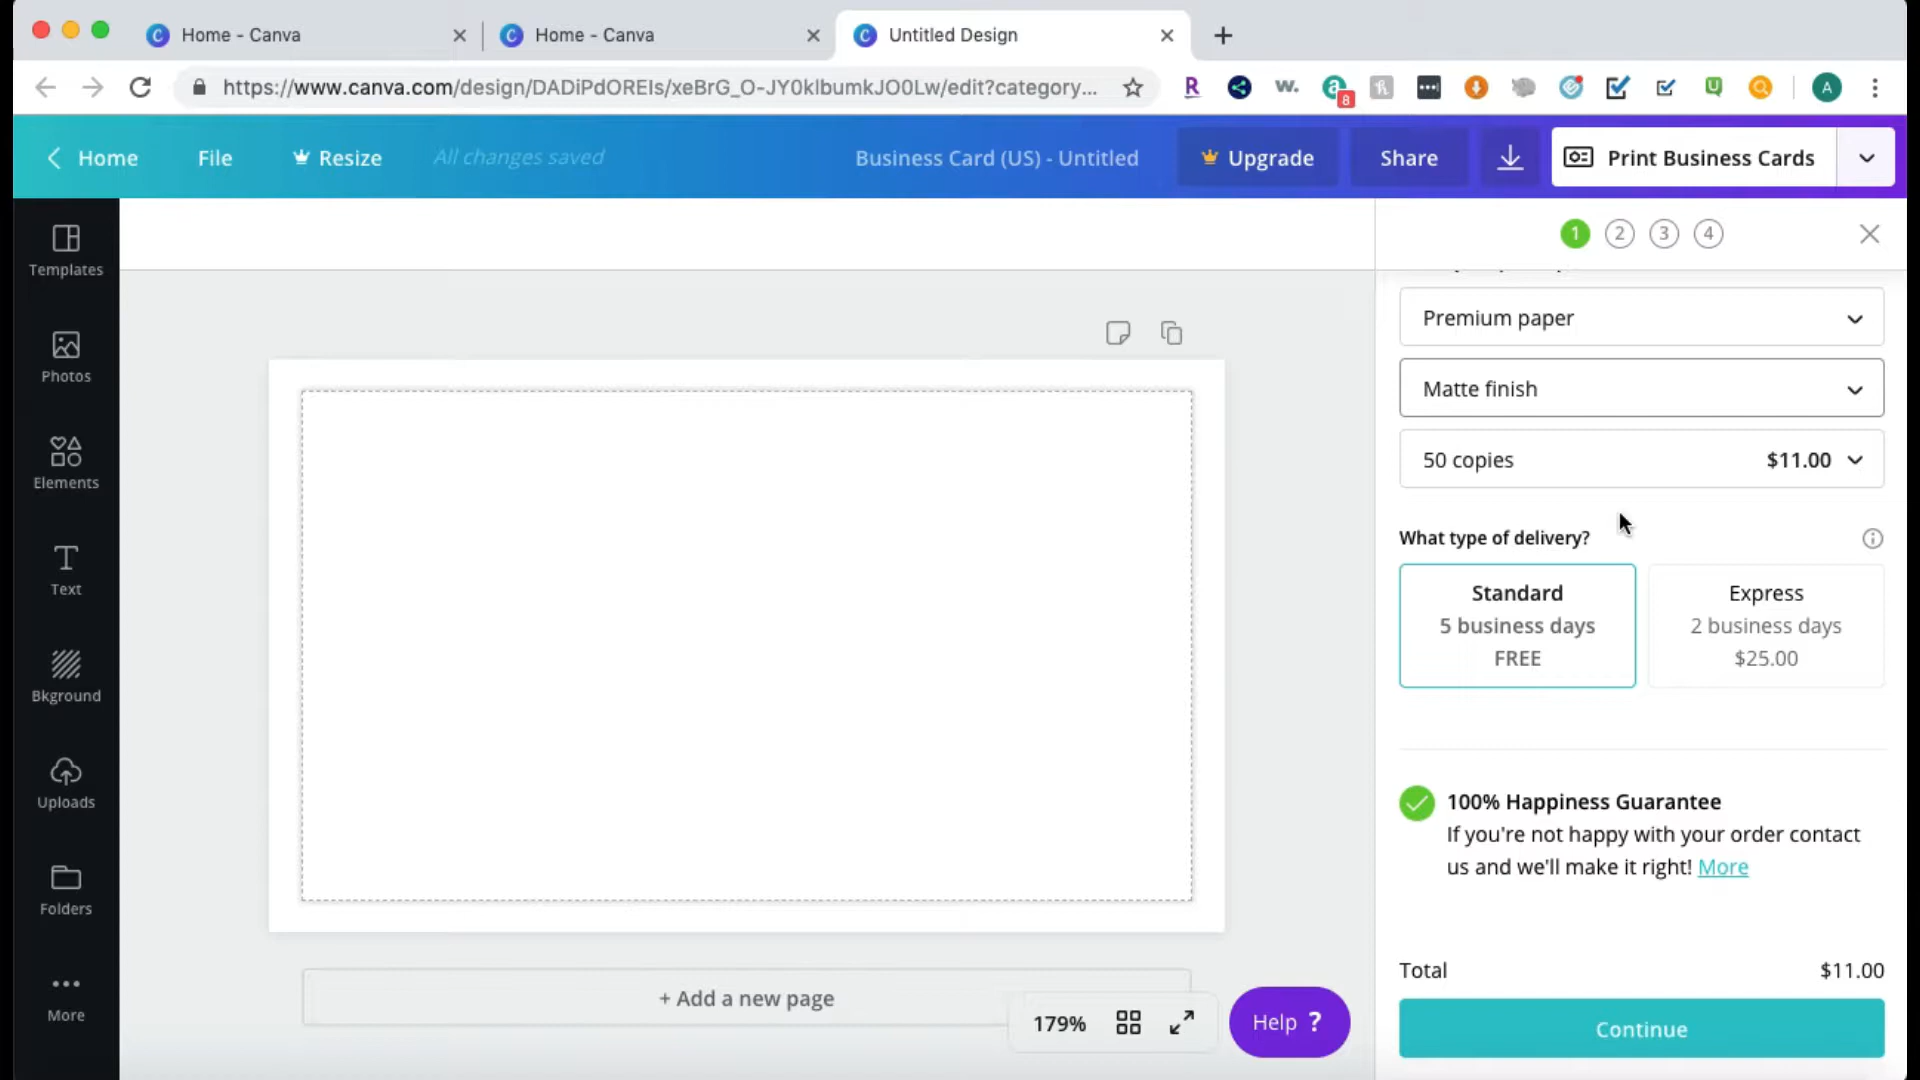 Home - Canva
Home - Canva
Untitled Design
https://www.canva.com/design/DADiPdOREIs/xeBrG_O-JY0klbumkJO0Lw/edit?category...
R
w.
a
8
h
U
A
Home
File
Resize
All changes saved
Business Card (US) - Untitled
Upgrade
Share
Print Business Cards
Templates
Photos
Elements
Text
Bkground
Uploads
Folders
More
1 2 3 4
Premium paper
Matte finish
50 copies $11.00
What type of delivery?
Standard
5 business days
FREE
Express
2 business days
$25.00
100% Happiness Guarantee
If you're not happy with your order contact
us and we'll make it right! More
Total $11.00
Continue
+ Add a new page
179%
Help ?